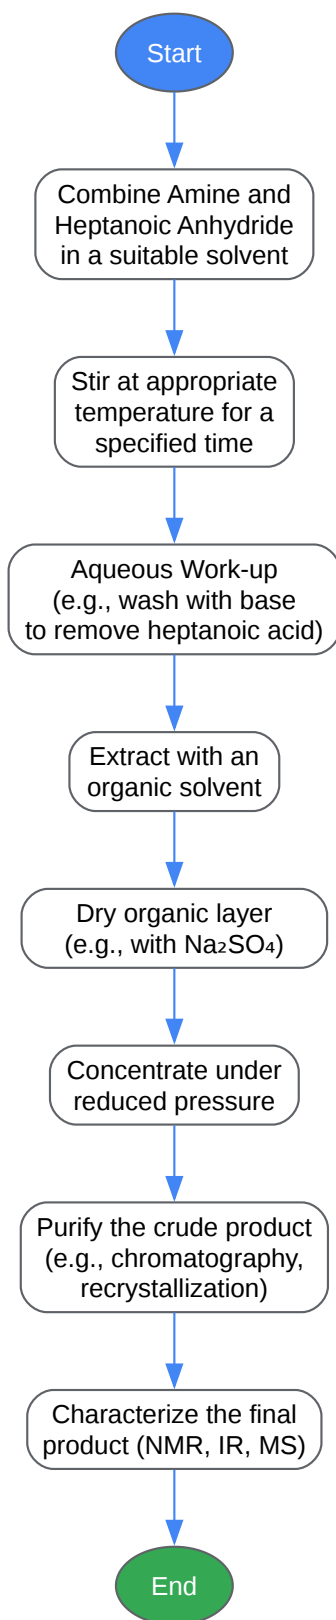 Start
Combine Amine and
Heptanoic Anhydride
in a suitable solvent
Stir at appropriate
temperature for a
specified time
Aqueous Work-up
(e.g., wash with base
to remove heptanoic acid)
Extract with an
organic solvent
Dry organic layer
(e.g., with Na₂SO₄)
Concentrate under
reduced pressure
Purify the crude product
(e.g., chromatography,
recrystallization)
Characterize the final
product (NMR, IR, MS)
End